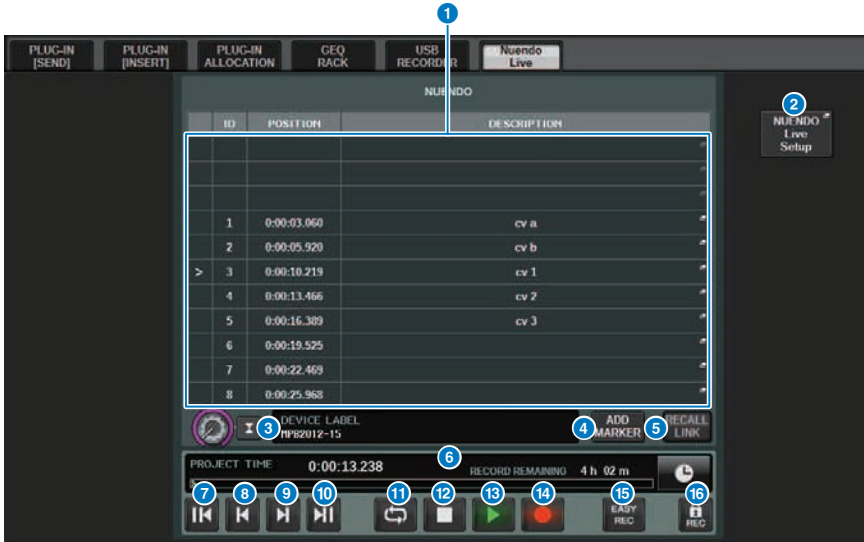 1
PLUG-IN [SEND]
PLUG-IN [INSERT]
PLUG-IN ALLOCATION
GEQ RACK
USB RECORDER
Nuendo Live
NUENDO
2
NUENDO Live Setup
ID POSITION DESCRIPTION
1 0:00:03.060 cv a
2 0:00:05.920 cv b
> 3 0:00:10.219 cv 1
4 0:00:13.466 cv 2
5 0:00:16.389 cv 3
6 0:00:19.525
7 0:00:22.469
8 0:00:25.968
3 DEVICE LABEL
MPB2012-15
4 ADD MARKER
5 RECALL LINK
PROJECT TIME 0:00:13.238 6 RECORD REMAINING 4 h 02 m
7 8 9 10 11 12 13 14 15 16
EASY REC
REC